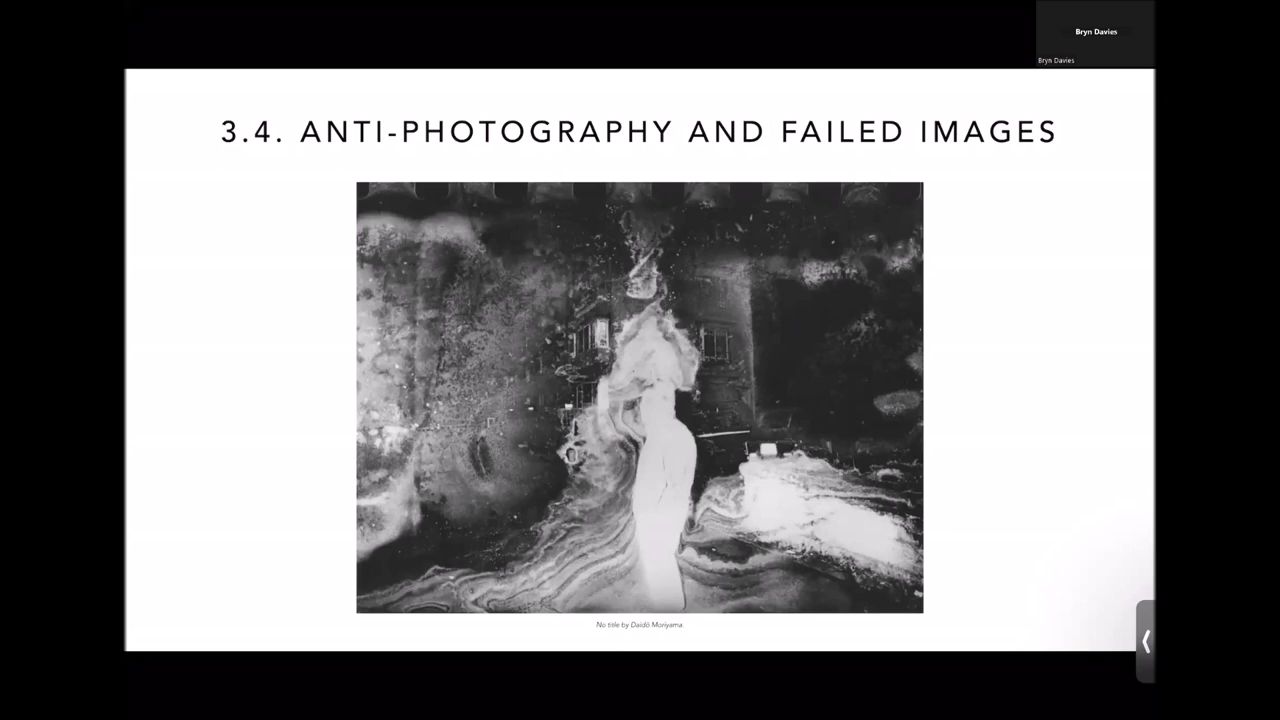 Bryn Davies
Bryn Davies
3.4. ANTI-PHOTOGRAPHY AND FAILED IMAGES
No title by Daidō Moriyama.